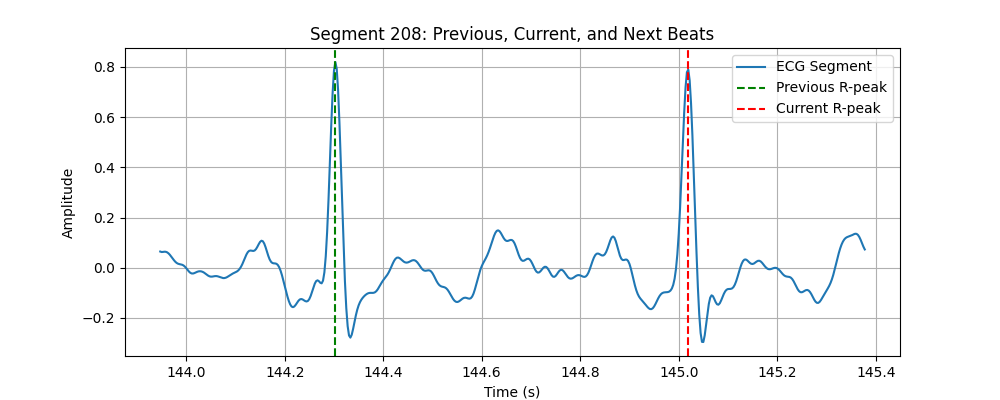 Segment 208: Previous, Current, and Next Beats
ECG Segment
Previous R-peak
Current R-peak
Amplitude
0.8
0.6
0.4
0.2
0.0
−0.2
144.0 144.2 144.4 144.6 144.8 145.0 145.2 145.4
Time (s)